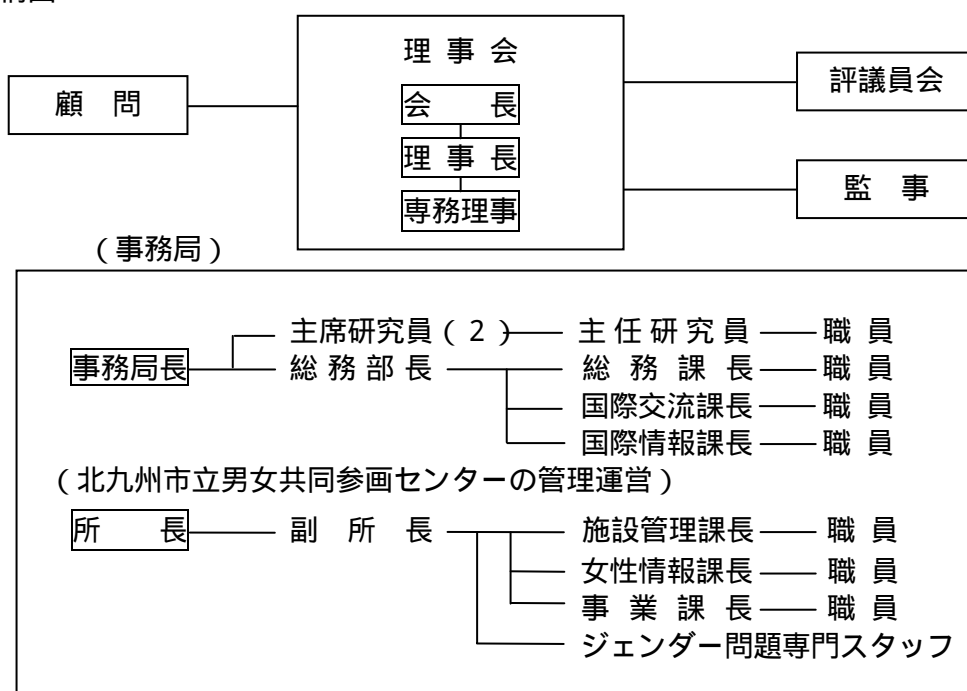 理 事 会
顧 問
会 長
評議員会
理 事 長
監 事
専務理事
(事務局)
主席研究員(2) 主任研究員 職 員
事務局長 総務部長 総 務 課 長 職 員
国際交流課長 職 員
国際情報課長 職 員
(北九州市立男女共同参画センターの管理運営)
所 長 副 所 長 施設管理課長 職 員
女性情報課長 職 員
事 業 課 長 職 員
ジェンダー問題専門スタッフ